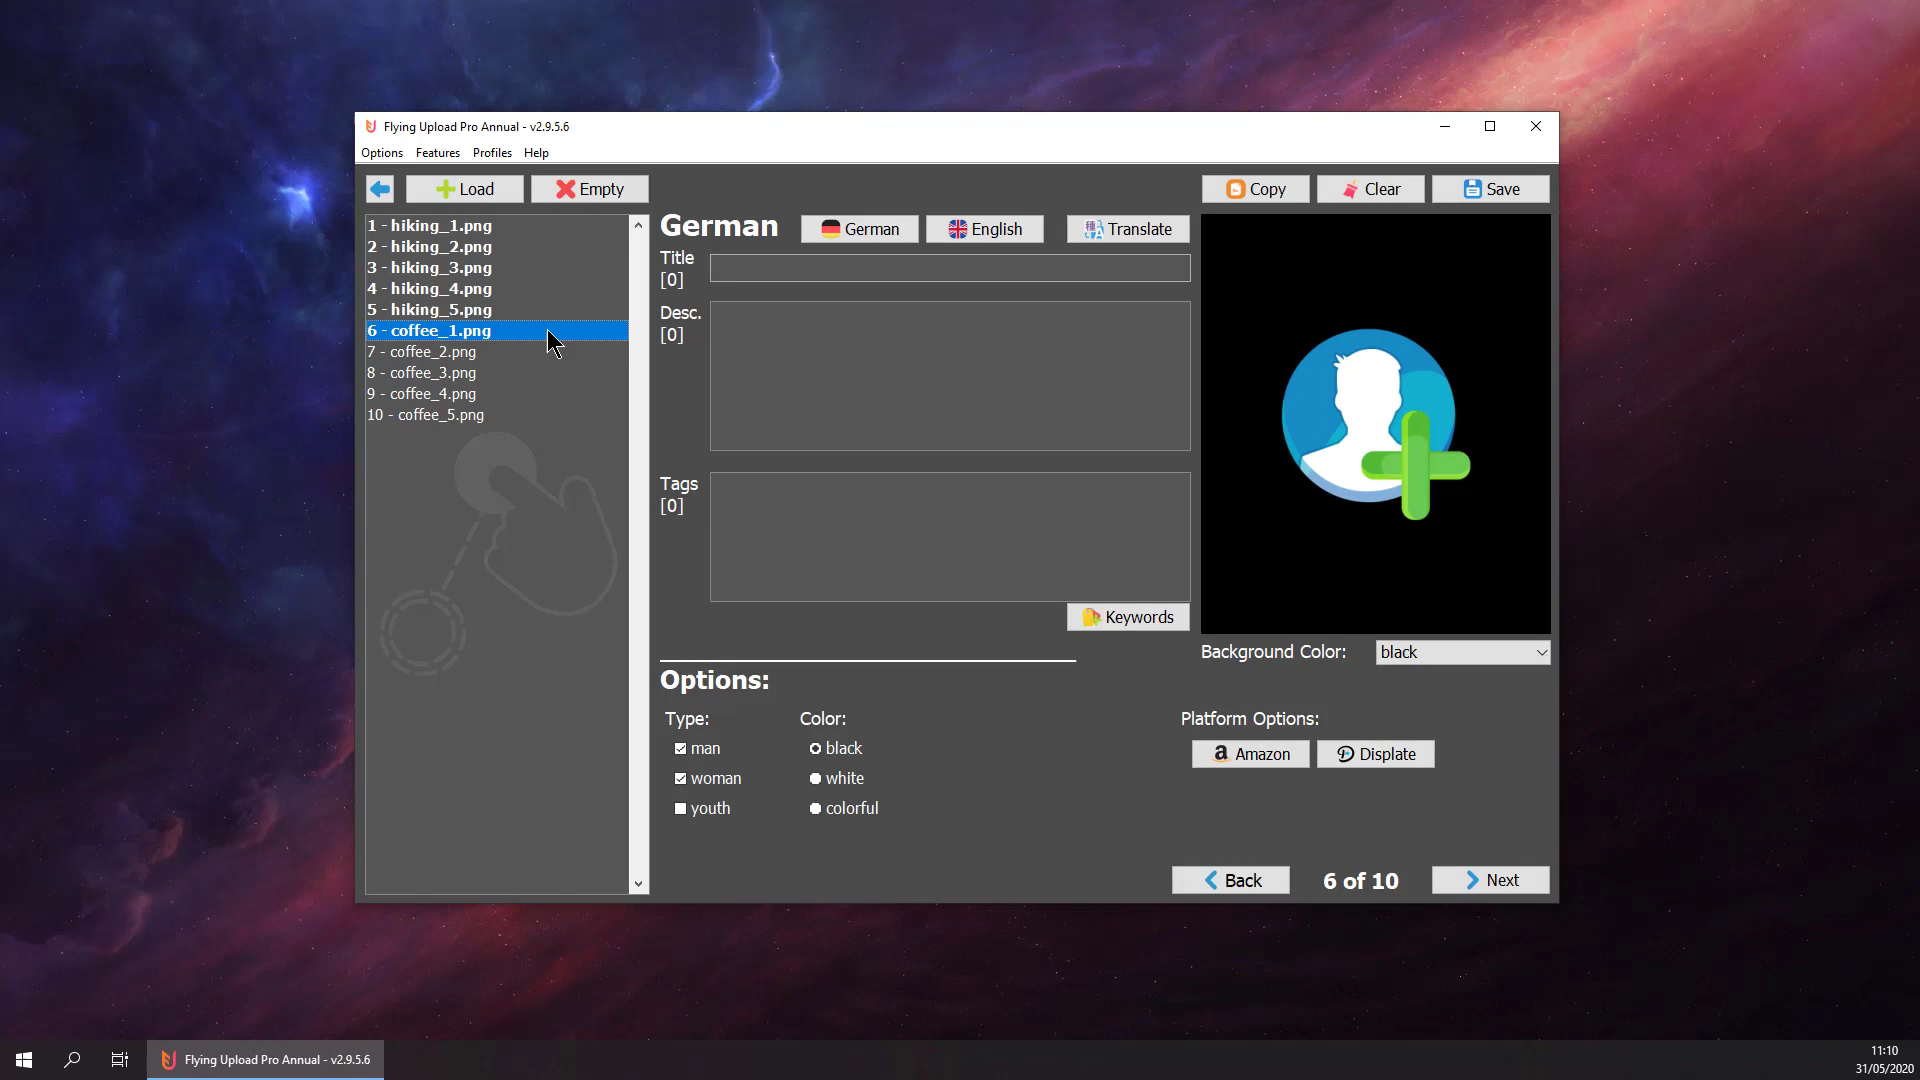 Flying Upload Pro Annual - v2.9.5.6
Options Features Profiles Help
Load Empty Copy Clear Save
1 - hiking_1.png
2 - hiking_2.png
3 - hiking_3.png
4 - hiking_4.png
5 - hiking_5.png
6 - coffee_1.png
7 - coffee_2.png
8 - coffee_3.png
9 - coffee_4.png
10 - coffee_5.png
German German English Translate
Title
[0]
Desc.
[0]
Tags
[0]
Keywords
Background Color: black
Options:
Type: Color: Platform Options:
man black Amazon Displate
woman white
youth colorful
Back 6 of 10 Next
Flying Upload Pro Annual - v2.9.5.6
11:10
31/05/2020